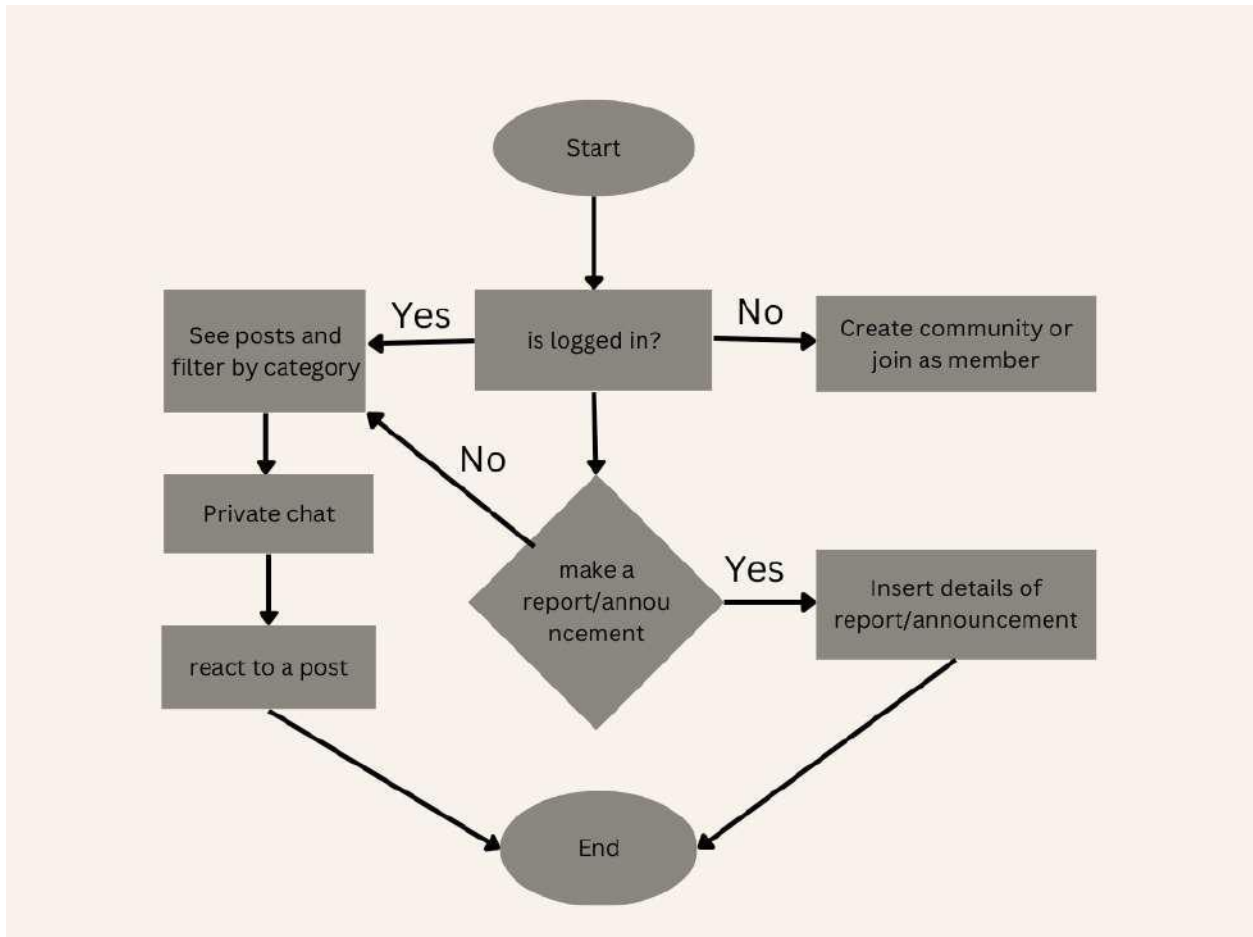 Start
See posts and
filter by category
Yes
is logged in?
No
Create community or
join as member
No
Private chat
make a
report/annou
ncement
Yes
Insert details of
report/announcement
react to a post
End